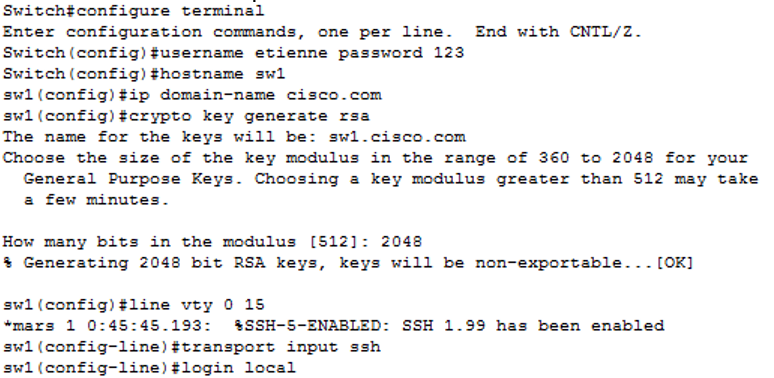 Switch#configure terminal
Enter configuration commands, one per line.  End with CNTL/Z.
Switch(config)#username etienne password 123
Switch(config)#hostname sw1
sw1(config)#ip domain-name cisco.com
sw1(config)#crypto key generate rsa
The name for the keys will be: sw1.cisco.com
Choose the size of the key modulus in the range of 360 to 2048 for your
  General Purpose Keys. Choosing a key modulus greater than 512 may take
  a few minutes.

How many bits in the modulus [512]: 2048
% Generating 2048 bit RSA keys, keys will be non-exportable...[OK]

sw1(config)#line vty 0 15
*mars 1 0:45:45.193:  %SSH-5-ENABLED: SSH 1.99 has been enabled
sw1(config-line)#transport input ssh
sw1(config-line)#login local